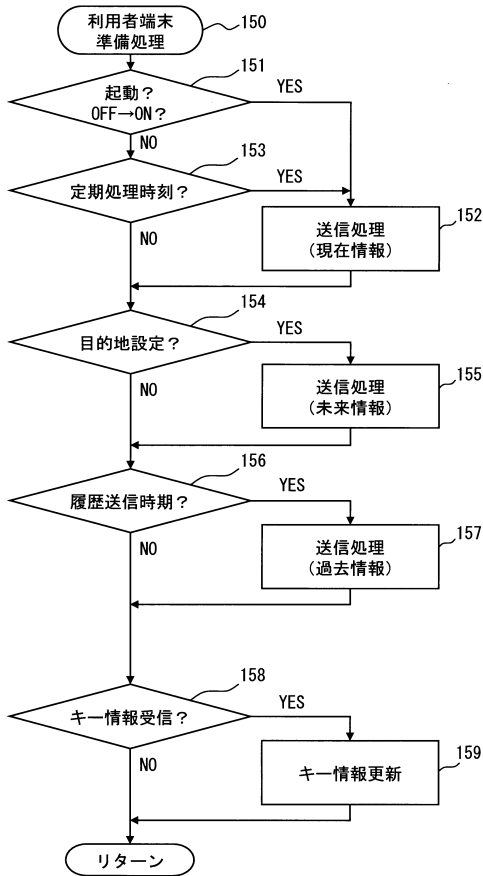 利用者端末
準備処理
150
起動？
OFF→ON？
151
YES
NO
153
定期処理時刻？
YES
送信処理
(現在情報)
152
NO
154
目的地設定？
YES
送信処理
(未来情報)
155
NO
156
履歴送信時期？
YES
送信処理
(過去情報)
157
NO
158
キー情報受信？
YES
キー情報更新
159
NO
リターン